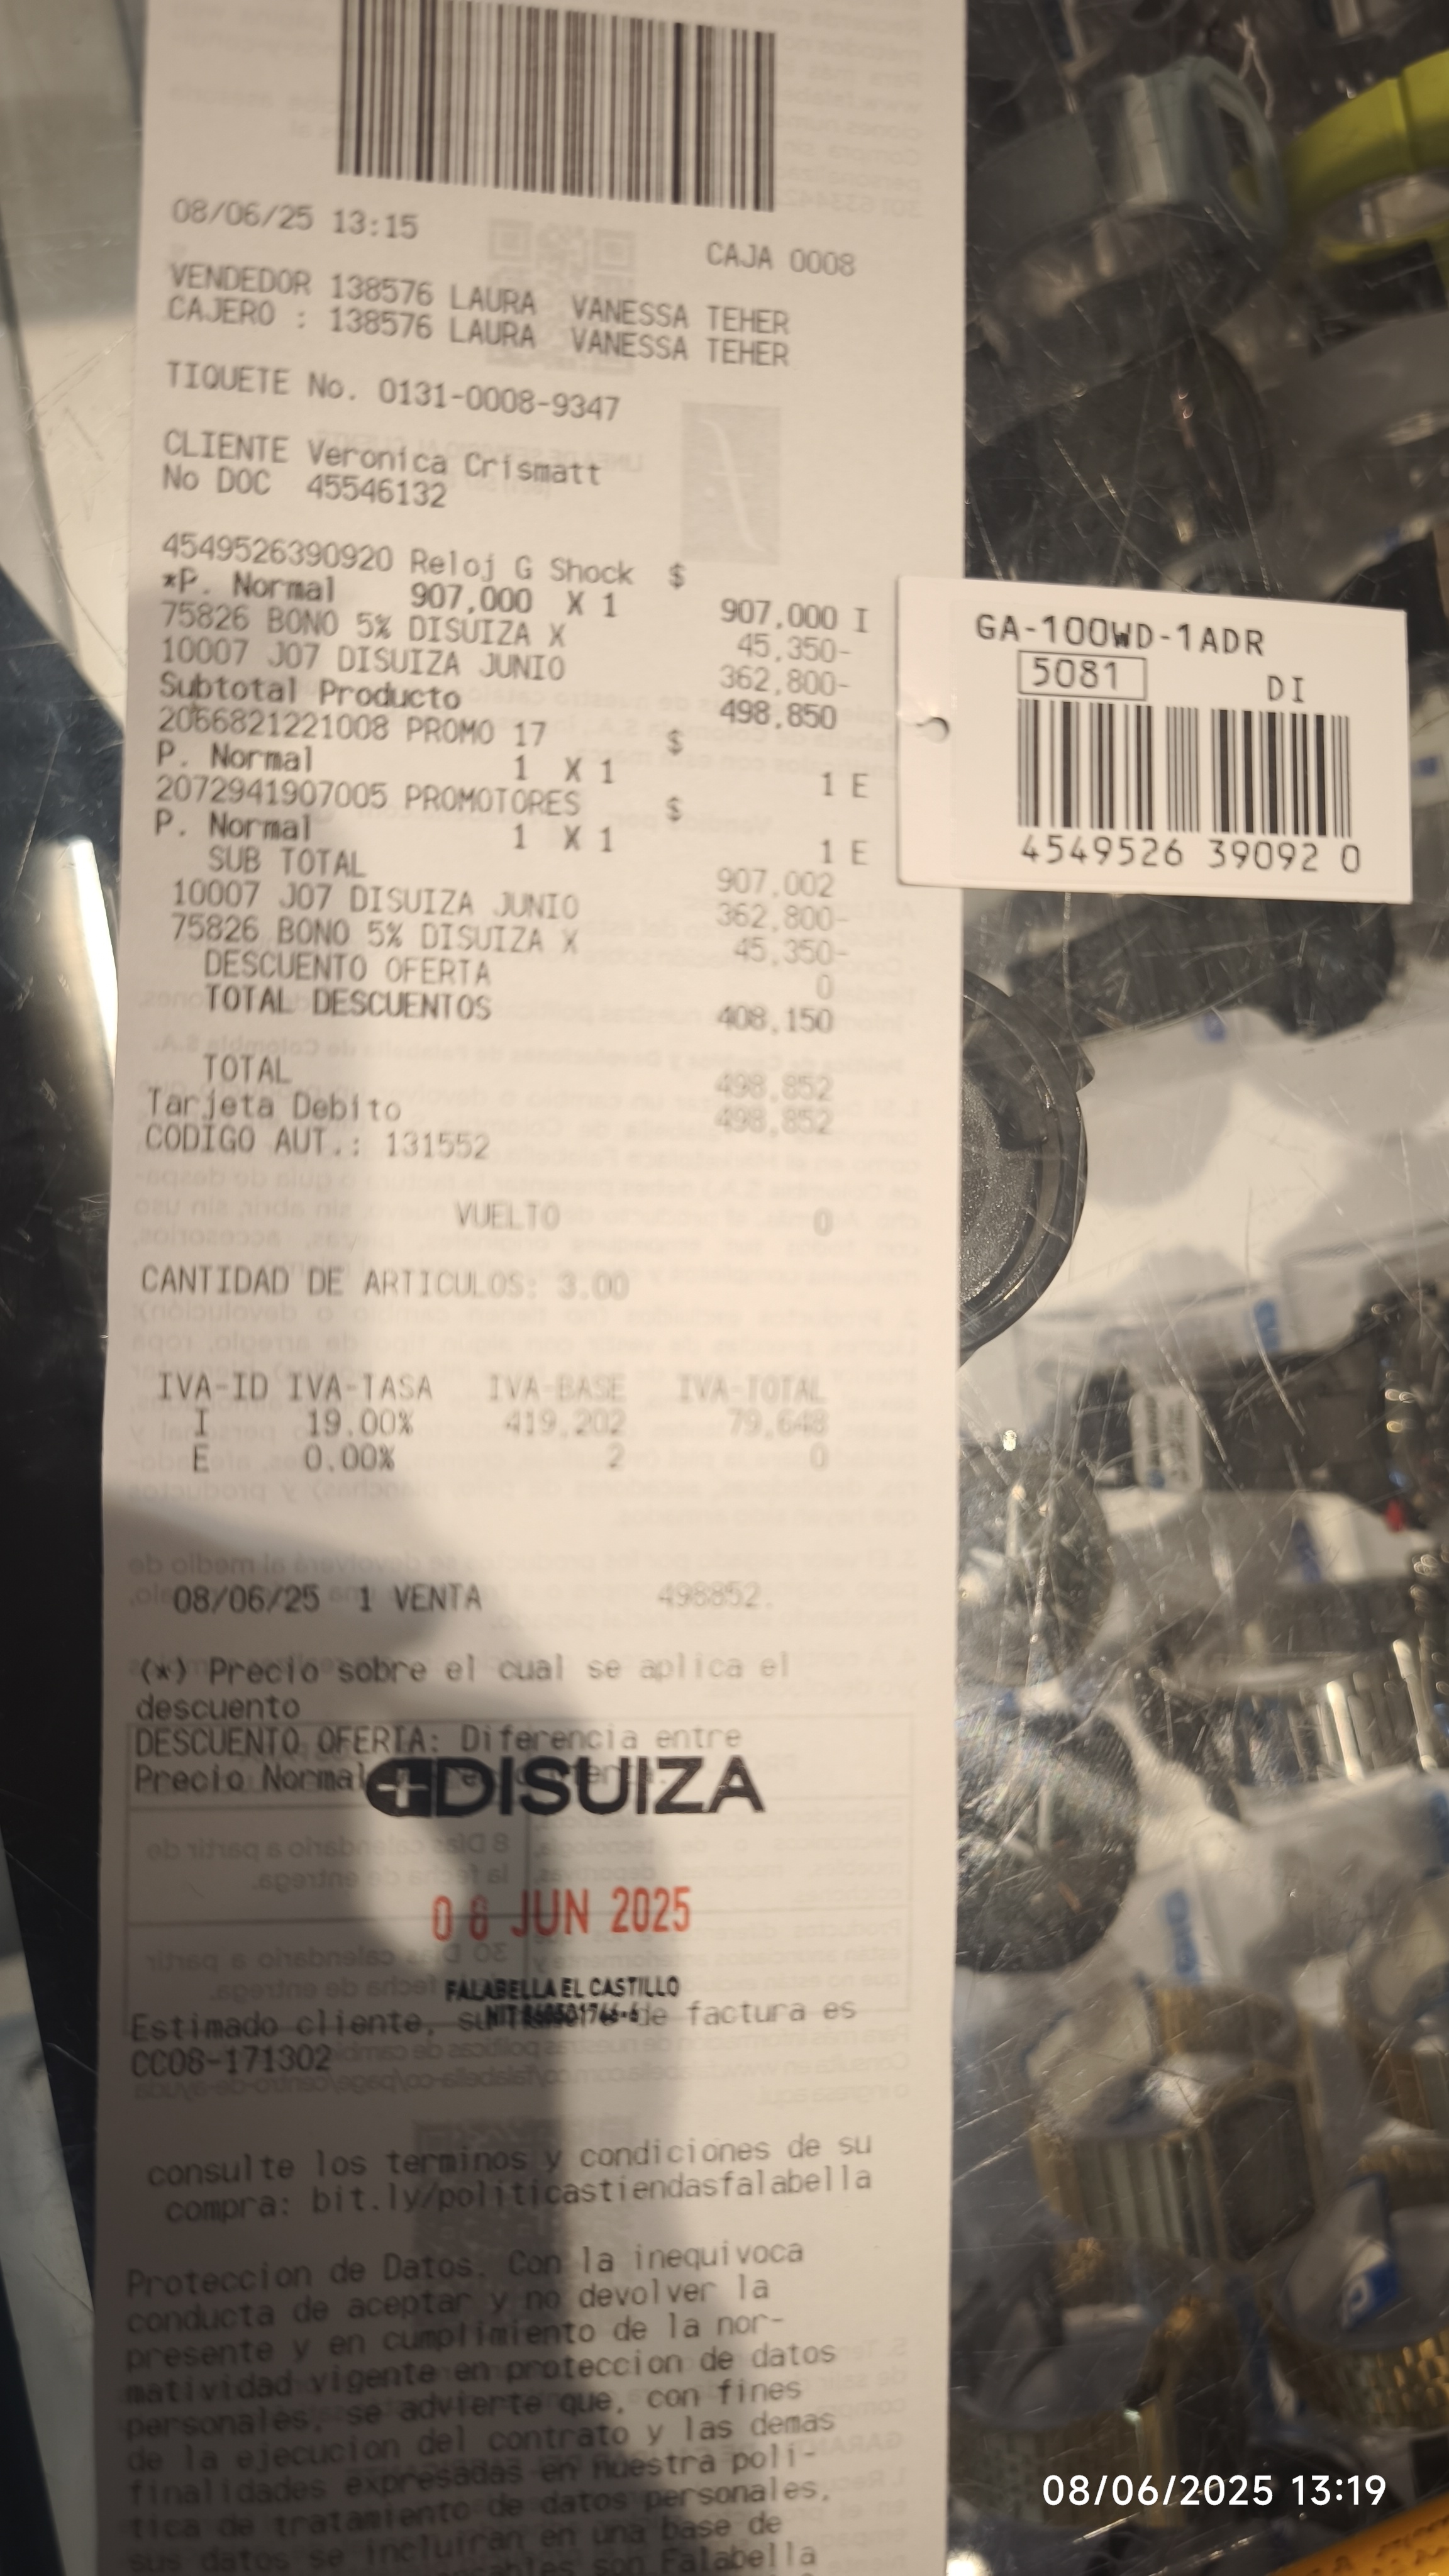 08/06/25 13:15
CAJA 0008
VENDEDOR 138576 LAURA VANESSA TEHER
CAJERO : 138576 LAURA VANESSA TEHER
TIQUETE No. 0131-0008-9347
CLIENTE Veronica Crismatt
No DOC 45546132
4549526390920 Reloj G Shock $
*P. Normal 907,000 X 1 907,000 I
75826 BONO 5% DISUIZA X 45,350-
10007 J07 DISUIZA JUNIO 362,800-
Subtotal Producto 498,850
2066821221008 PROMO 17 $
P. Normal 1 X 1 1 E
2072941907005 PROMOTORES $
P. Normal 1 X 1 1 E
SUB TOTAL 907,002
10007 J07 DISUIZA JUNIO 362,800-
75826 BONO 5% DISUIZA X 45,350-
DESCUENTO OFERTA 0
TOTAL DESCUENTOS 408,150
TOTAL 498,852
Tarjeta Debito 498,852
CODIGO AUT.: 131552
VUELTO 0
CANTIDAD DE ARTICULOS: 3.00
IVA-ID IVA-TASA IVA-BASE IVA-TOTAL
I 19.00% 419,202 79,648
E 0.00% 2 0
08/06/25 1 VENTA 498852.
(*) Precio sobre el cual se aplica el
descuento
DESCUENTO OFERTA: Diferencia entre
Precio Normal
DISUIZA
JUN 2025
FALABELLA EL CASTILLO
Estimado cliente, su de factura es
CC08-171302
consulte los terminos y condiciones de su
compra: bit.ly/politicastiendasfalabella
Proteccion de Datos. Con la inequivoca
conducta de aceptar y no devolver la
presente y en cumplimiento de la nor-
matividad vigente en proteccion de datos
personales, se advierte que, con fines
de la ejecucion del contrato y las demas
finalidades expresadas en nuestra poli-
tica de tratamiento de datos personales,
sus datos se incluiran en una base de
son Falabella
GA-100WD-1ADR
5081 DI
4549526 39092 0
08/06/2025 13:19